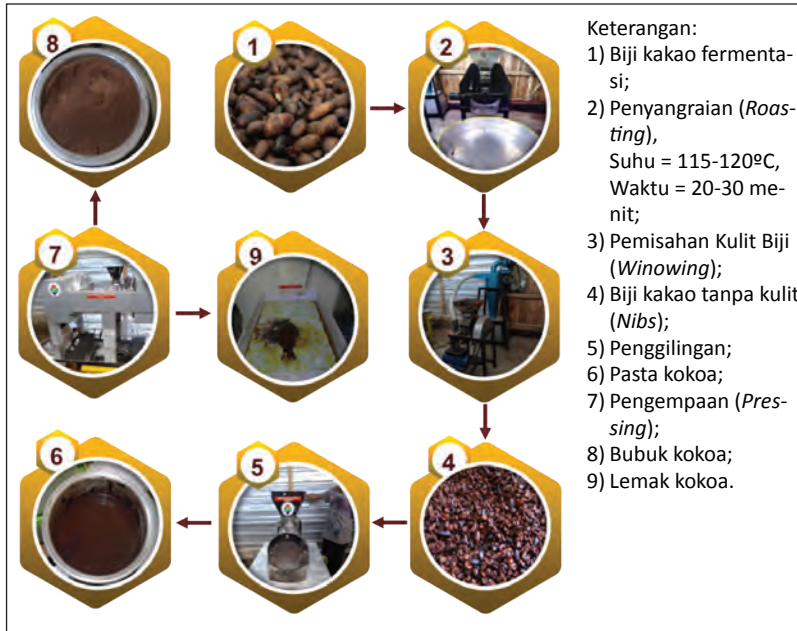 8
1
2
7
9
3
6
5
4
Keterangan:
1) Biji kakao fermenta-
si;
2) Penyangraian (Roas-
ting),
Suhu = 115-120ºC,
Waktu = 20-30 me-
nit;
3) Pemisahan Kulit Biji
(Winowing);
4) Biji kakao tanpa kulit
(Nibs);
5) Penggilingan;
6) Pasta kokoa;
7) Pengempaan (Pres-
sing);
8) Bubuk kokoa;
9) Lemak kokoa.